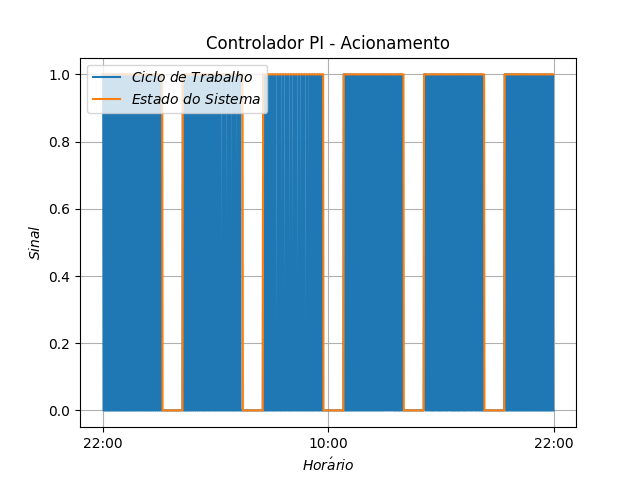 Controlador PI - Acionamento
Ciclo de Trabalho
Estado do Sistema
1.0
0.8
0.6
0.4
0.2
0.0
Sinal
22:00
10:00
22:00
Horário